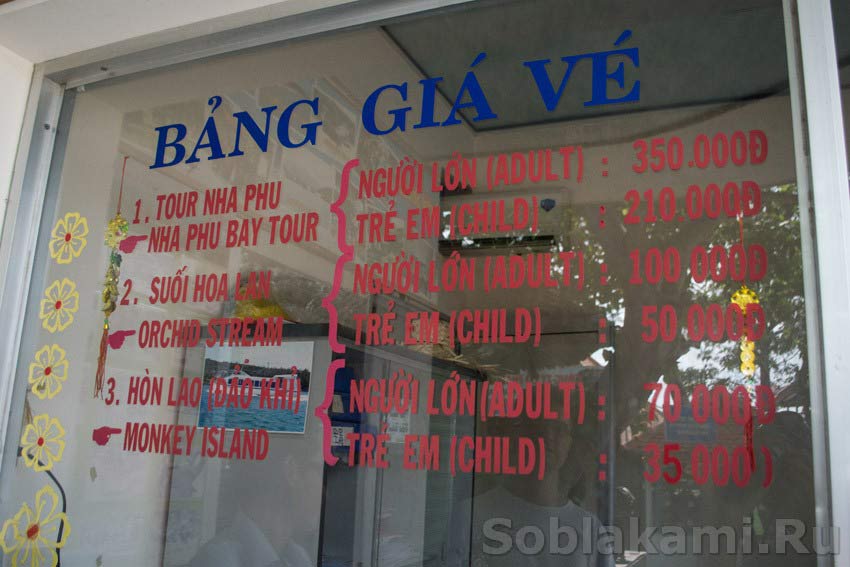 BẢNG GIÁ VÉ
1. TOUR NHA PHU
NHA PHU BAY TOUR
NGƯỜI LỚN (ADULT) : 350.000Đ
TRẺ EM (CHILD) : 210.000Đ
2. SUỐI HOA LAN
ORCHID STREAM
NGƯỜI LỚN (ADULT) : 100 000Đ
TRẺ EM (CHILD) : 50 000Đ
3. HÒN LAO (ĐẢO KHỈ)
MONKEY ISLAND
NGƯỜI LỚN (ADULT) : 70 000Đ
TRẺ EM (CHILD) : 35 000)
Soblakami.Ru